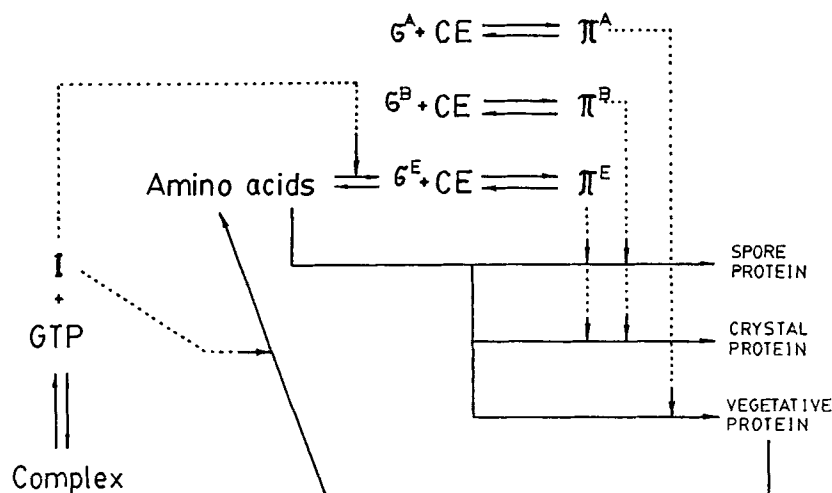 σ^A + CE ⇌ π^A
σ^B + CE ⇌ π^B
Amino acids ⇌ σ^E + CE ⇌ π^E
SPORE
PROTEIN
I
+
GTP
CRYSTAL
PROTEIN
VEGETATIVE
PROTEIN
Complex